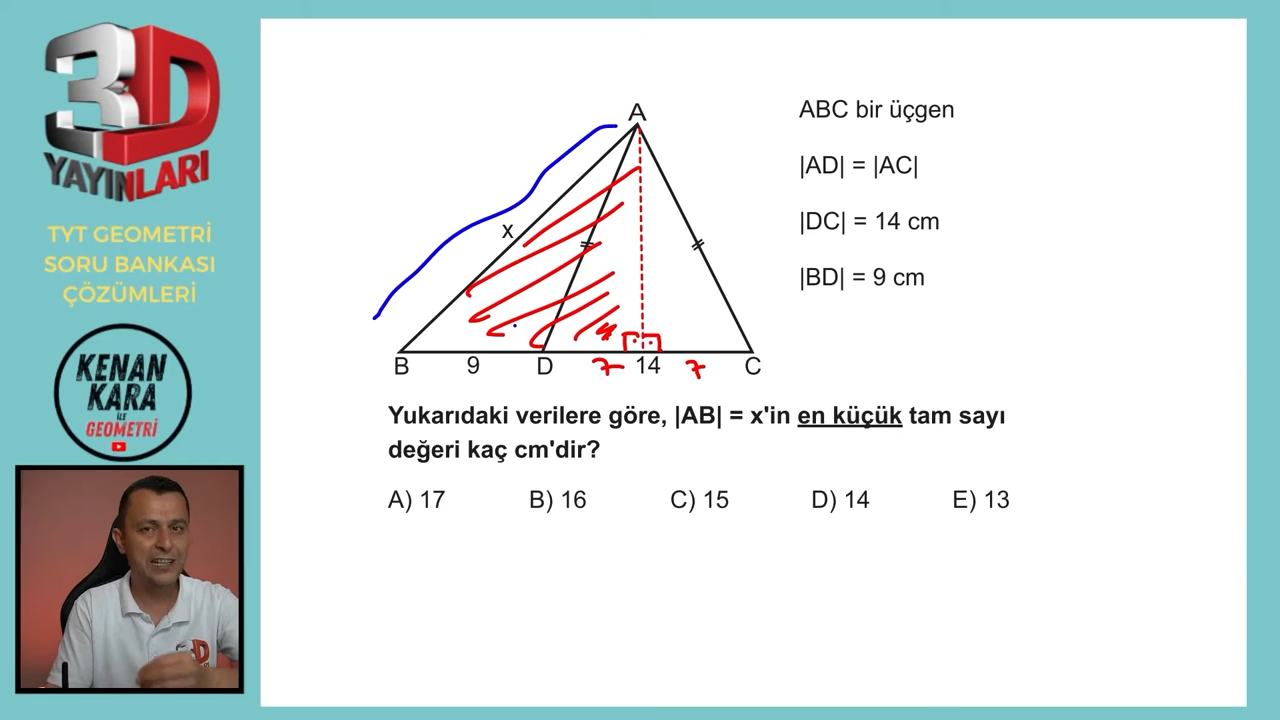 3D
YAYINLARI
TYT GEOMETRİ
SORU BANKASI
ÇÖZÜMLERİ
KENAN
KARA
İLE
GEOMETRİ
3D
A
x
B
9
D
7
14
7
C
ABC bir üçgen
|AD| = |AC|
|DC| = 14 cm
|BD| = 9 cm
Yukarıdaki verilere göre, |AB| = x'in en küçük tam sayı
değeri kaç cm'dir?
A) 17 B) 16 C) 15 D) 14 E) 13